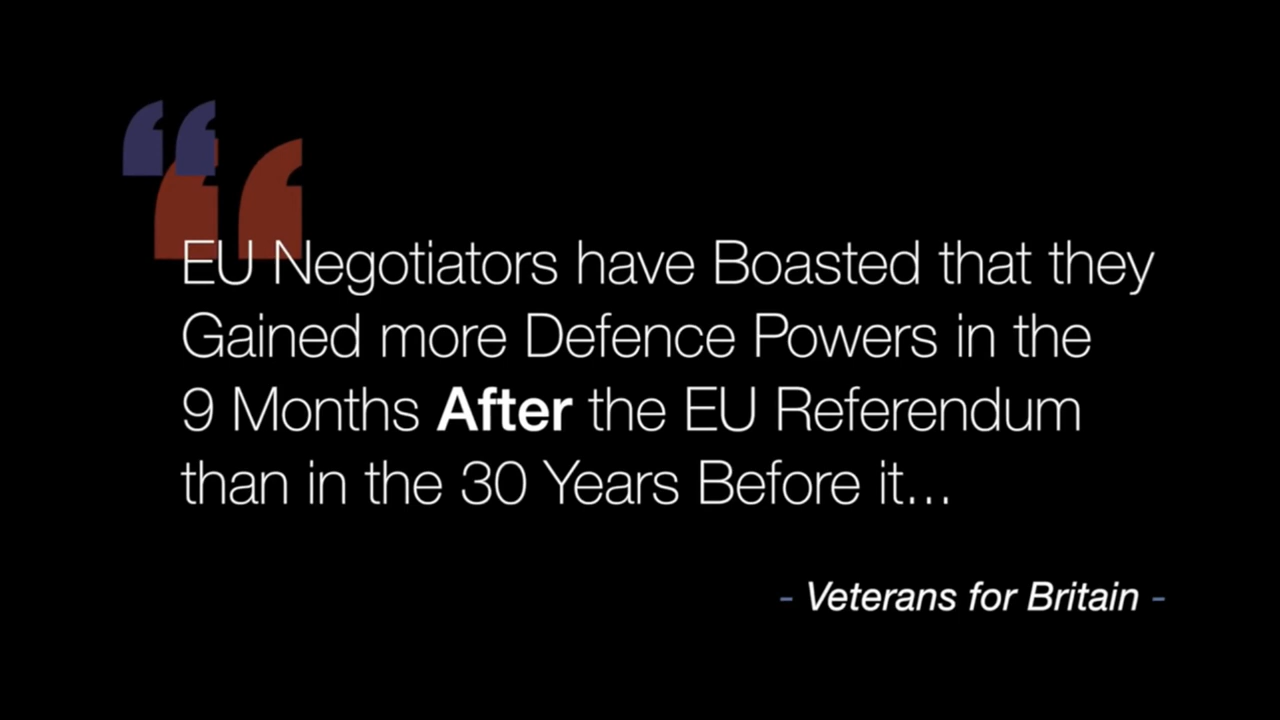 EU Negotiators have Boasted that they
Gained more Defence Powers in the
9 Months After the EU Referendum
than in the 30 Years Before it...
- Veterans for Britain -